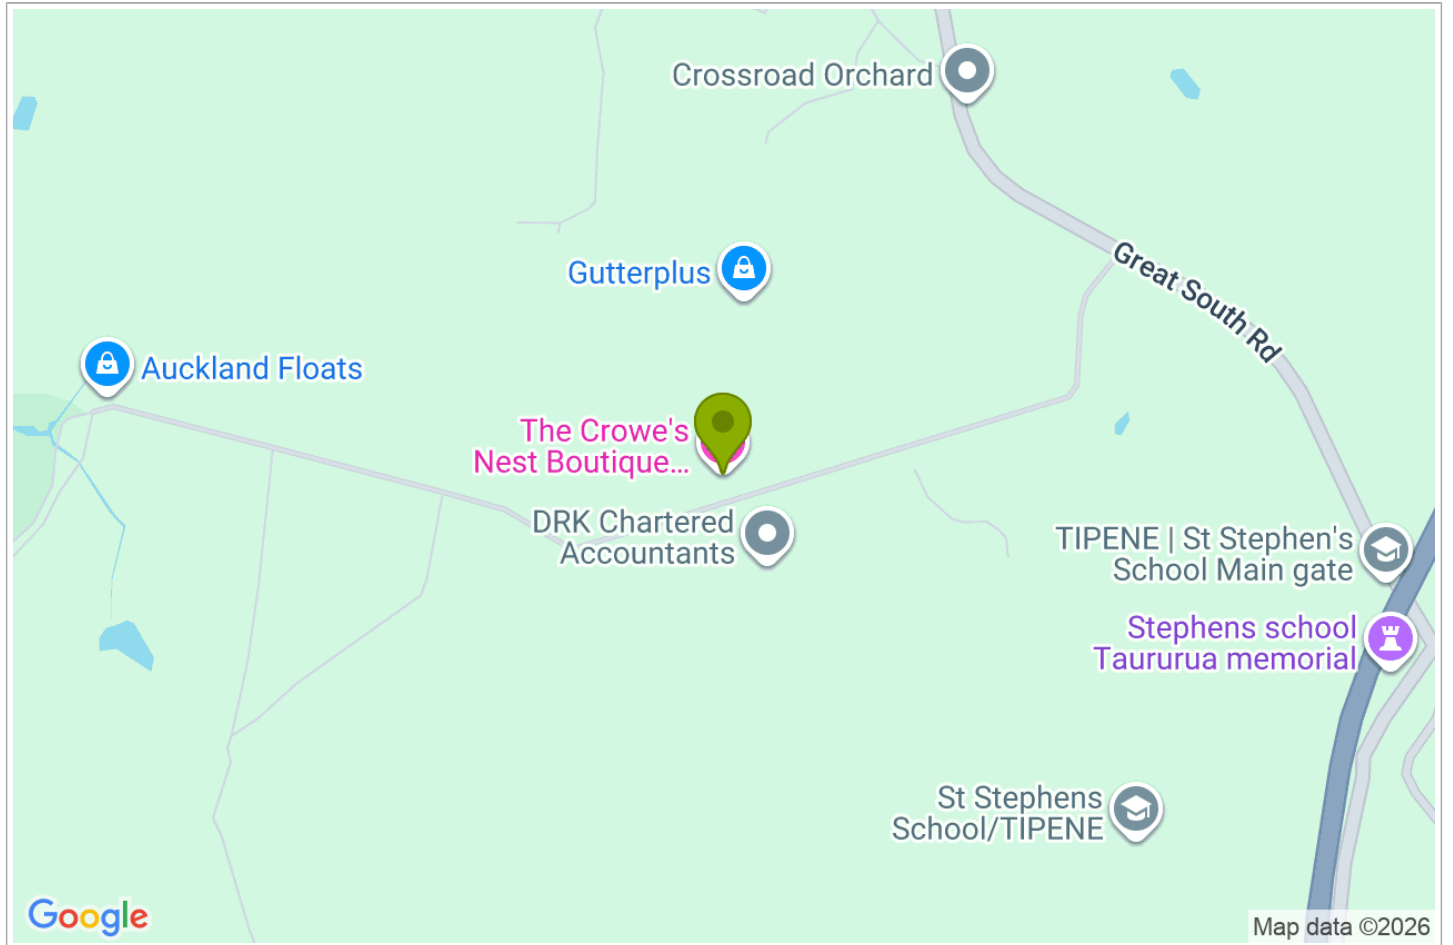 Crossroad Orchard
Great South Rd
Gutterplus
Auckland Floats
The Crowe's
Nest Boutique...
DRK Chartered
Accountants
TIPENE | St Stephen's
School Main gate
Stephens school
Taururua memorial
St Stephens
School/TIPENE
Google
Map data ©2026